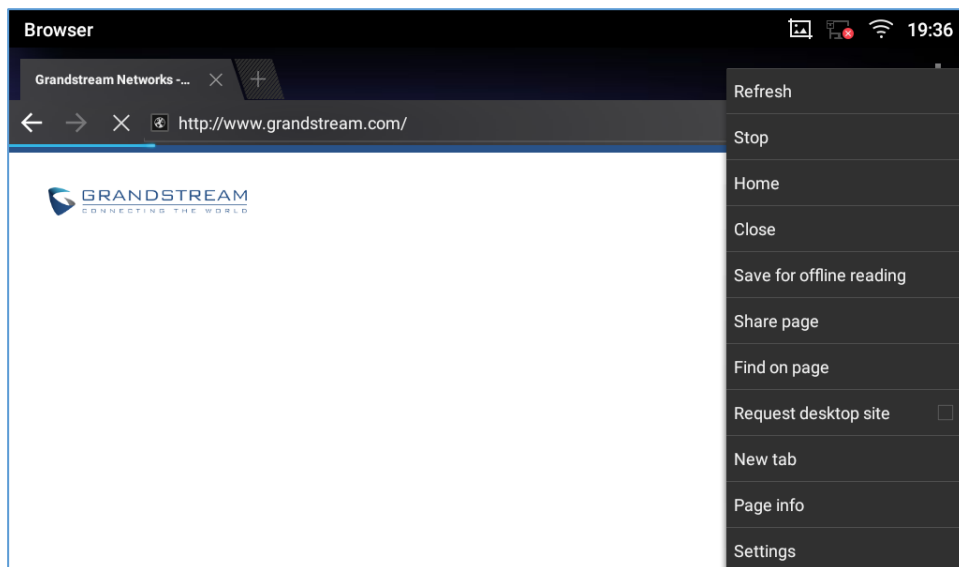 Browser
19:36
Grandstream Networks -...
http://www.grandstream.com/
GRANDSTREAM
CONNECTING THE WORLD
Refresh
Stop
Home
Close
Save for offline reading
Share page
Find on page
Request desktop site
New tab
Page info
Settings